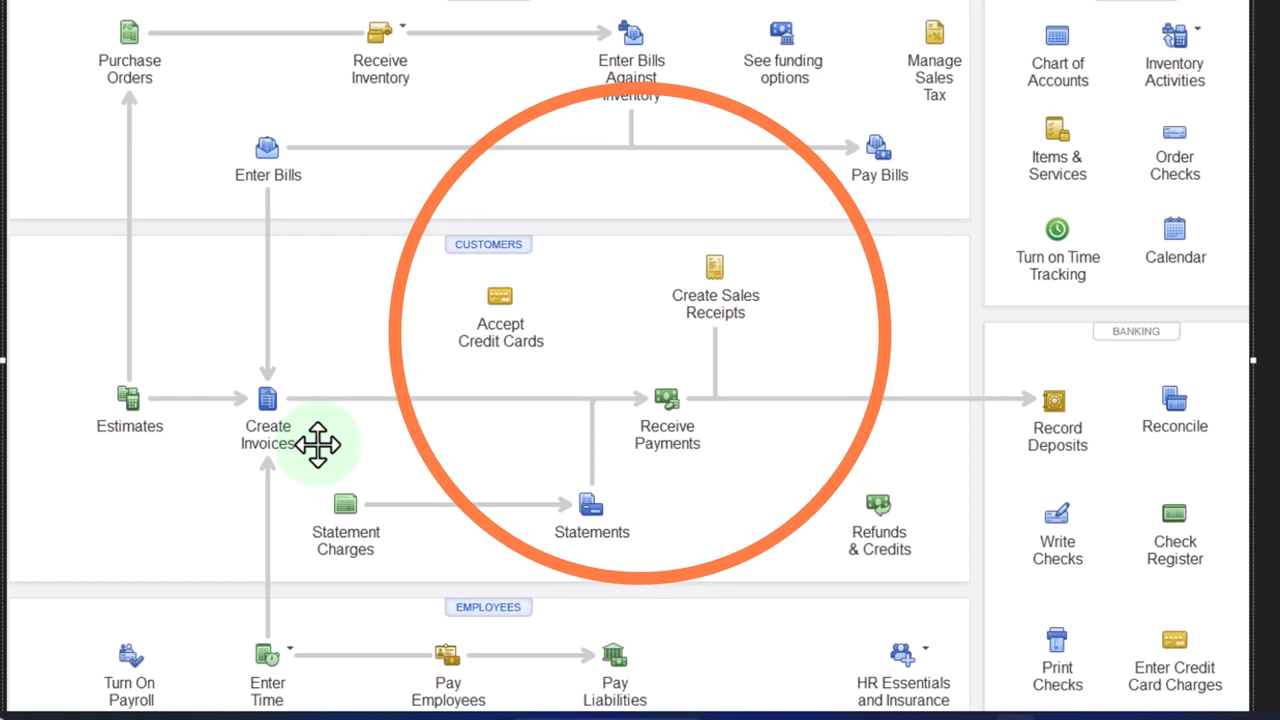 Purchase
Orders
Receive
Inventory
Enter Bills
Against
Inventory
See funding
options
Manage
Sales
Tax
Enter Bills
Pay Bills
CUSTOMERS
Accept
Credit Cards
Create Sales
Receipts
Estimates
Create
Invoices
Receive
Payments
Statement
Charges
Statements
Refunds
& Credits
EMPLOYEES
Turn On
Payroll
Enter
Time
Pay
Employees
Pay
Liabilities
HR Essentials
and Insurance
Chart of
Accounts
Inventory
Activities
Items &
Services
Order
Checks
Turn on Time
Tracking
Calendar
BANKING
Record
Deposits
Reconcile
Write
Checks
Check
Register
Print
Checks
Enter Credit
Card Charges